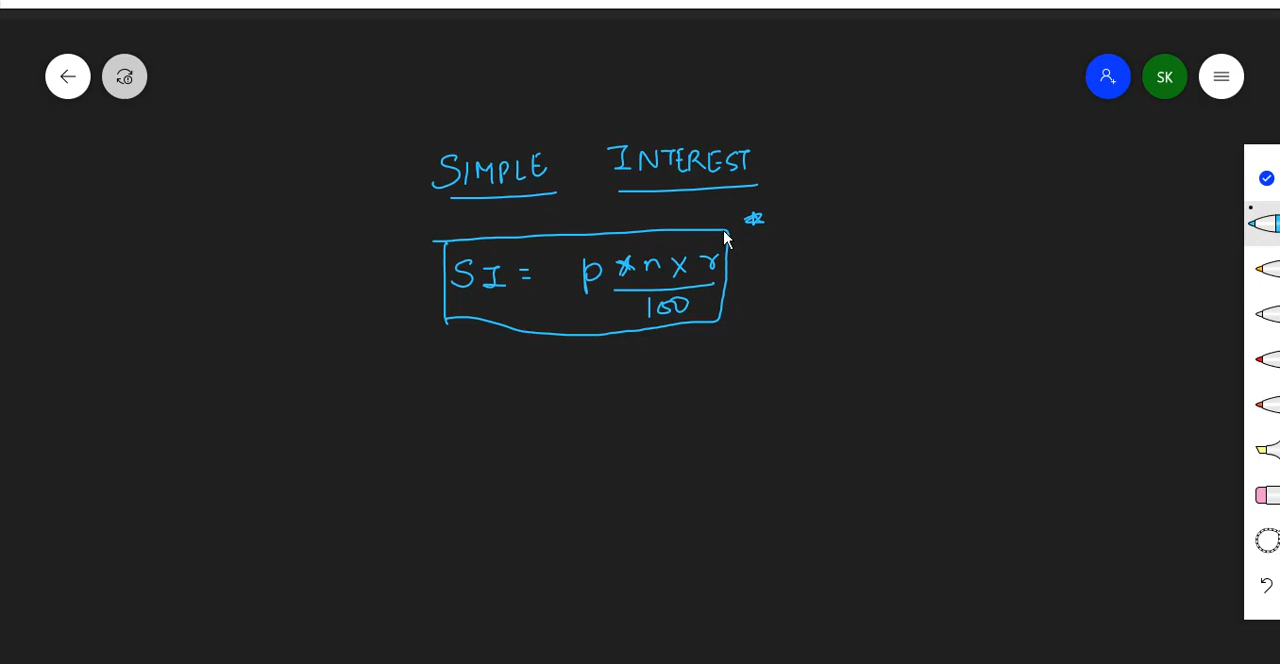 SK
SIMPLE INTEREST
*
SI = p * n x r
100